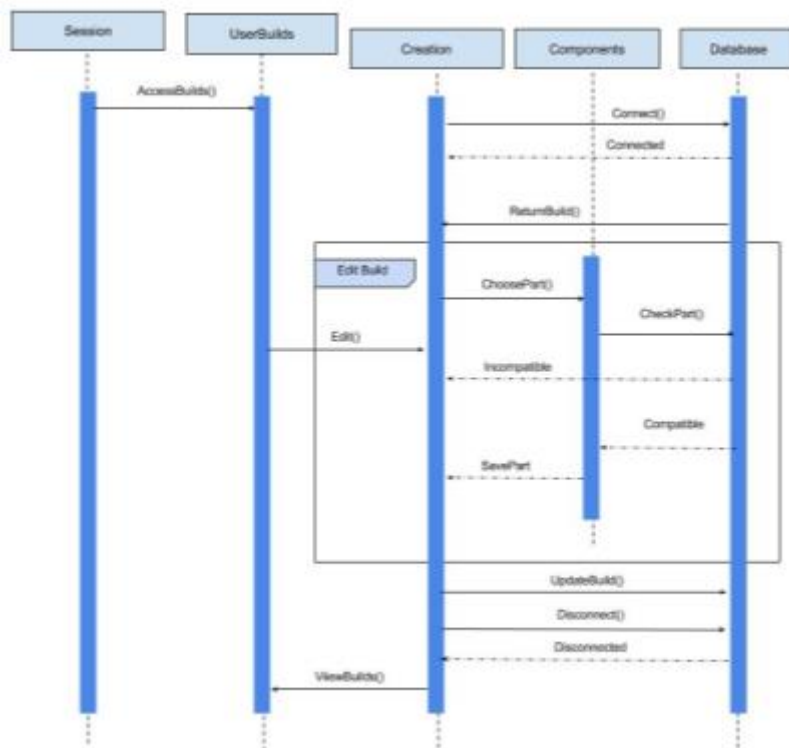 Session
UserBuilds
Creation
Components
Database
AccessBuilds()
Connect()
Connected
ReturnBuild()
Edit Build
ChoosePart()
CheckPart()
Edit()
Incompatible
Compatible
SavePart
UpdateBuild()
Disconnect()
Disconnected
ViewBuilds()